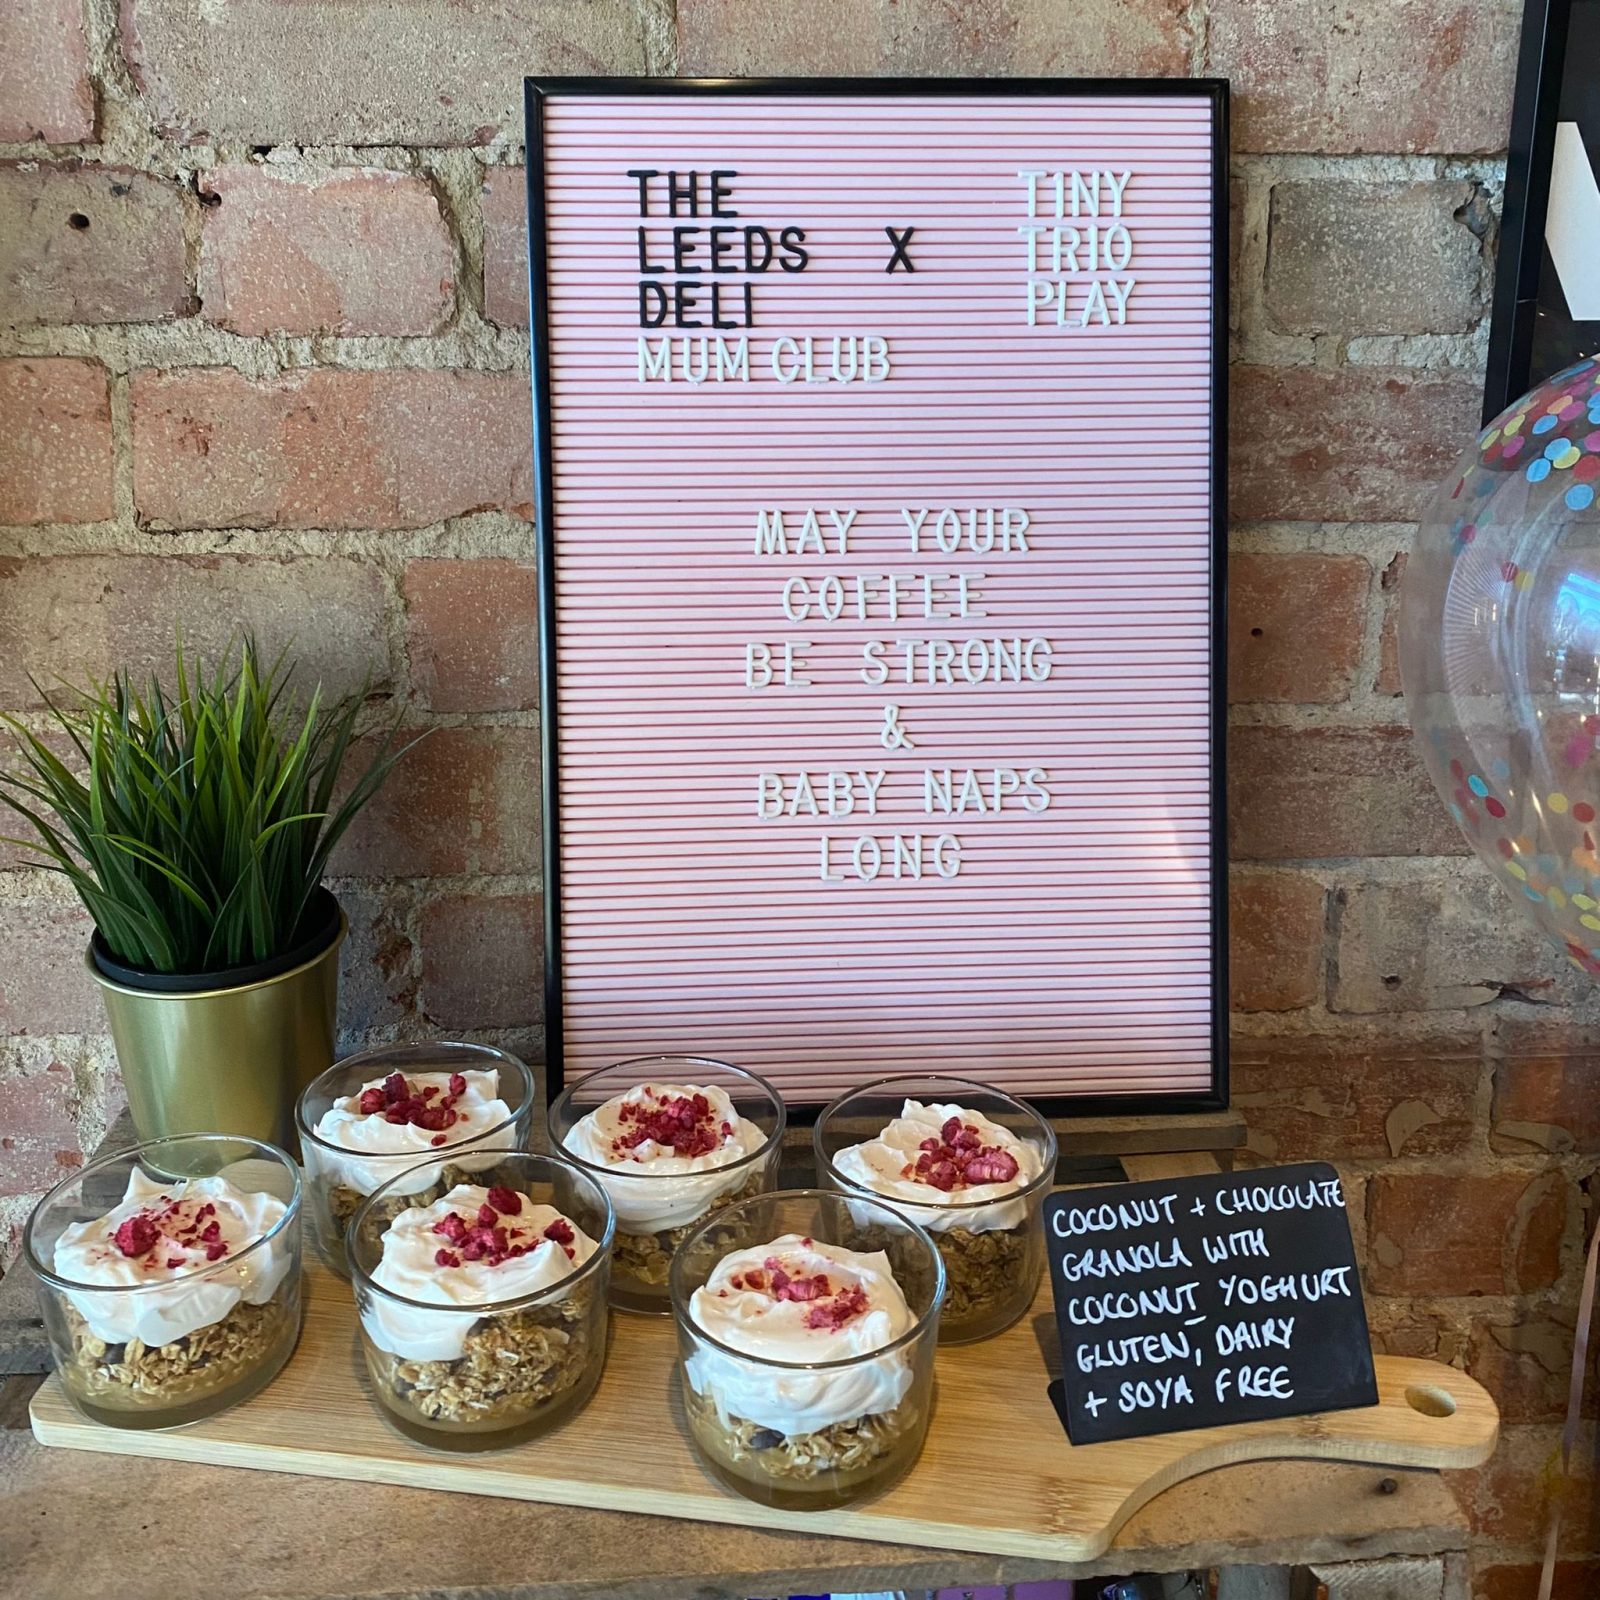 THE
LEEDS X
DELI
MUM CLUB
TINY
TRIO
PLAY
MAY YOUR
COFFEE
BE STRONG
&
BABY NAPS
LONG
COCONUT + CHOCOLATE
GRANOLA WITH
COCONUT YOGHURT
GLUTEN, DAIRY
+ SOYA FREE